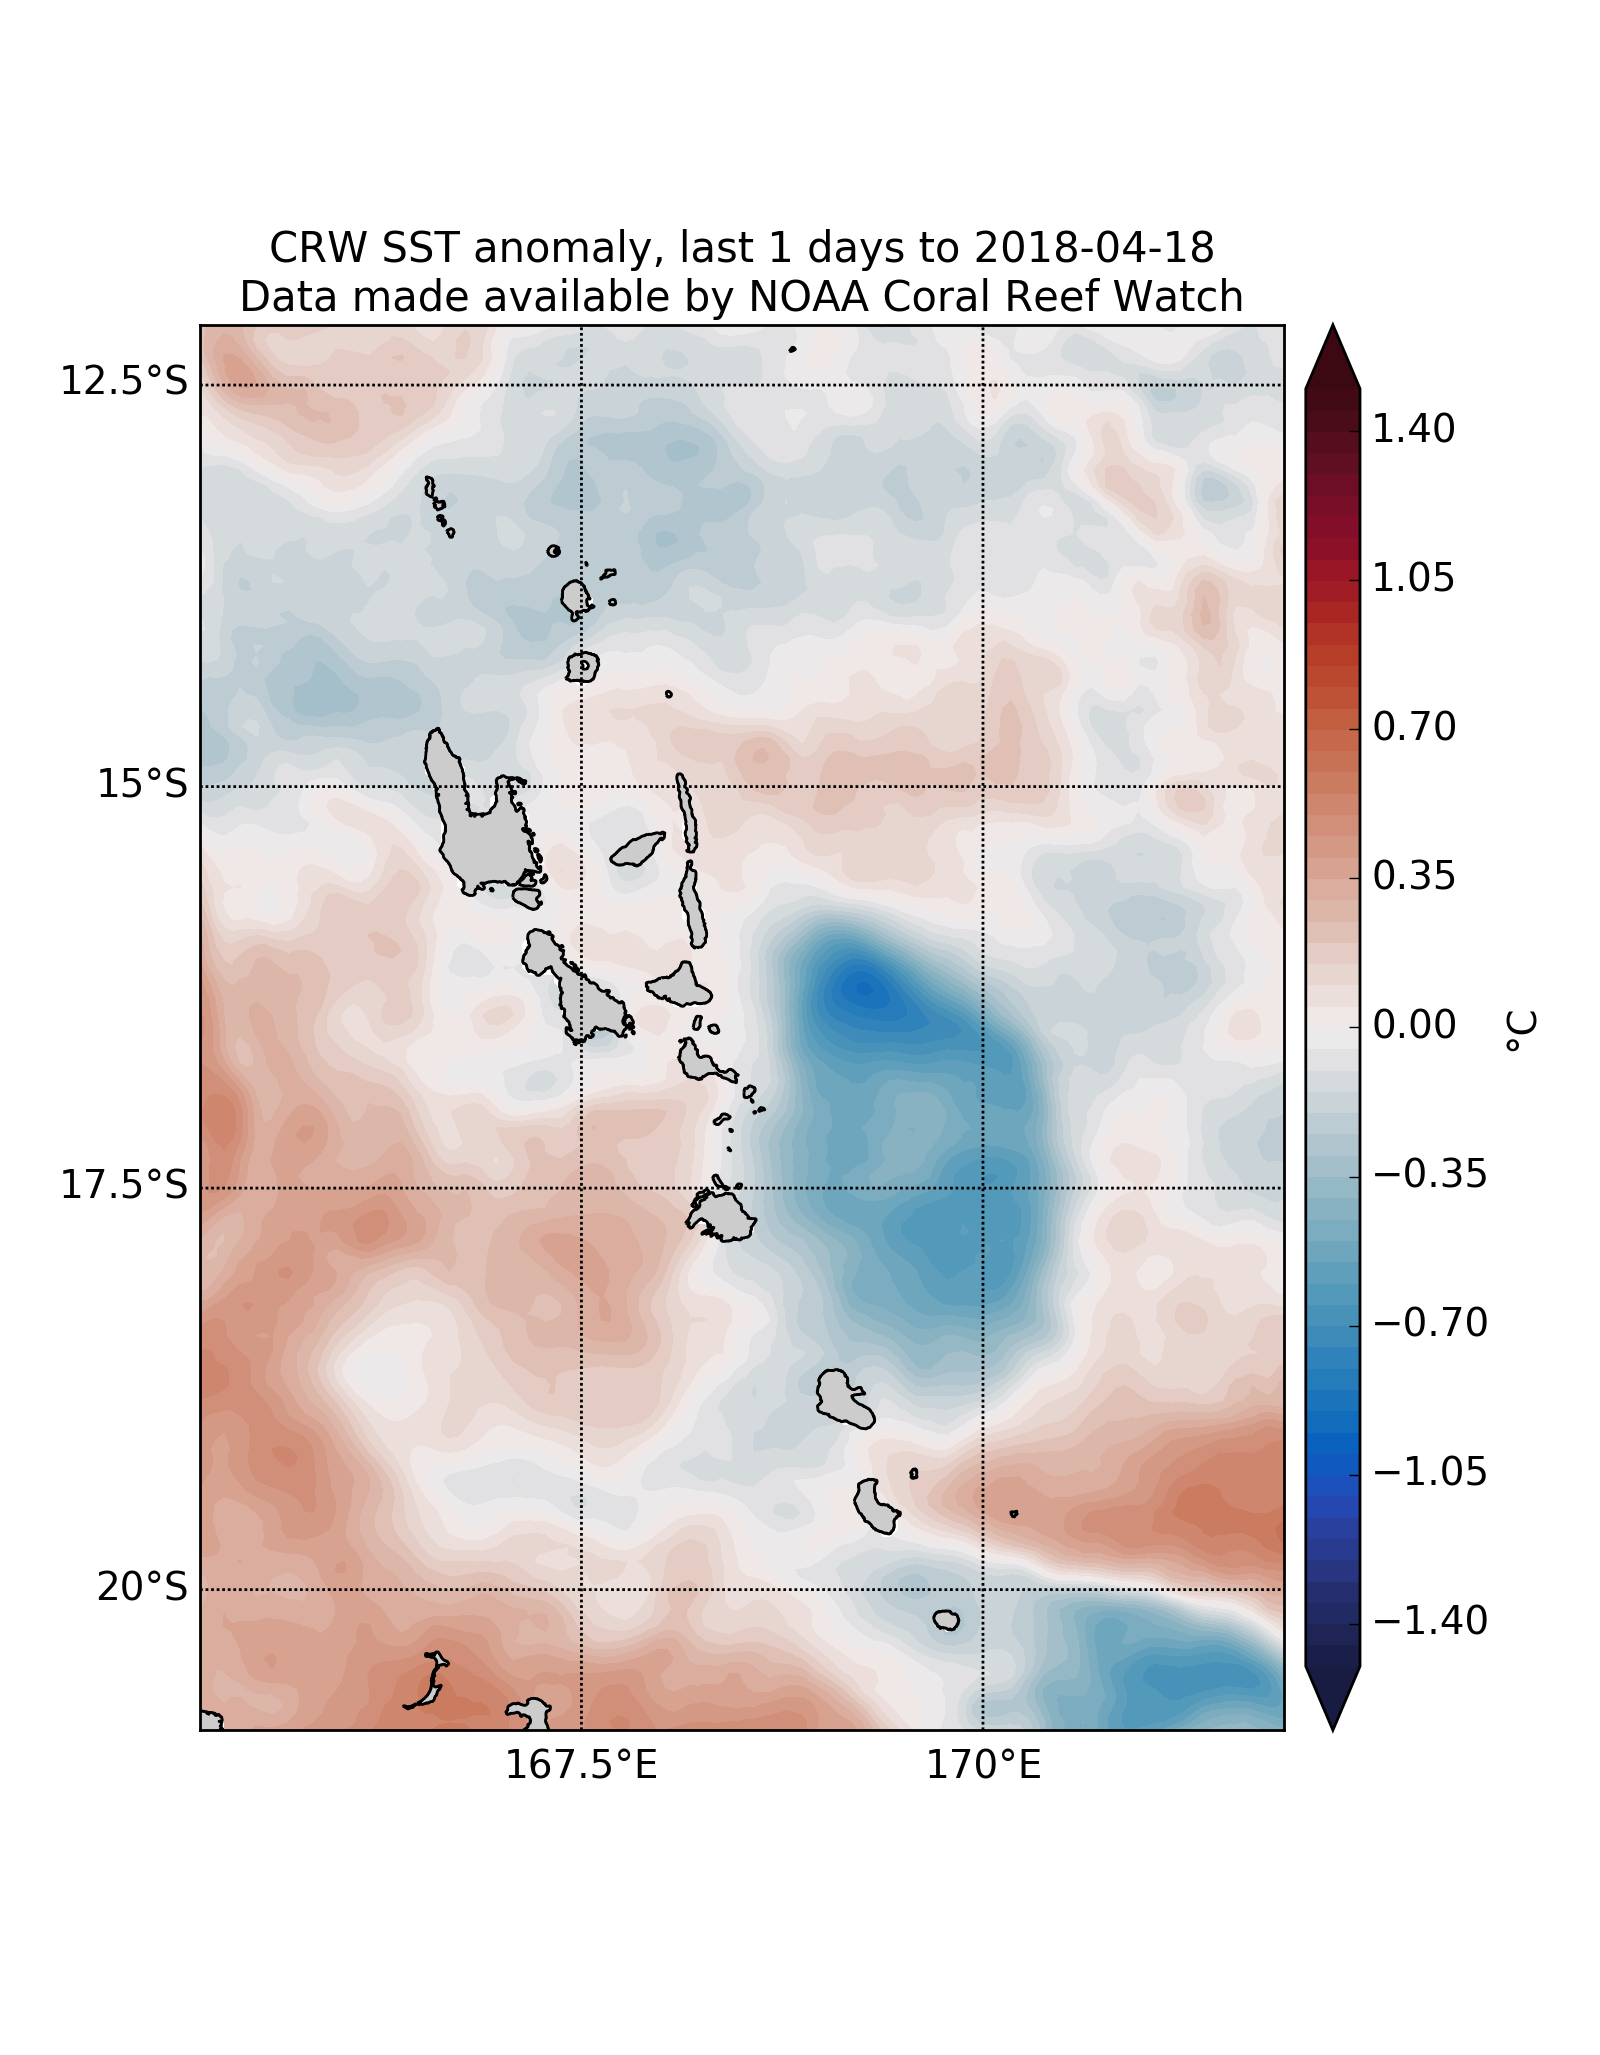 CRW SST anomaly, last 1 days to 2018-04-18
Data made available by NOAA Coral Reef Watch
12.5°S
15°S
17.5°S
20°S
167.5°E
170°E
1.40
1.05
0.70
0.35
0.00
−0.35
−0.70
−1.05
−1.40
°C